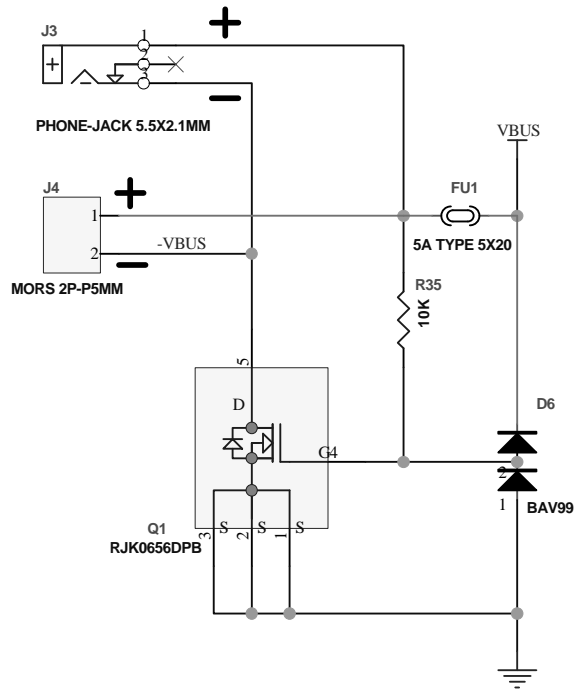 J3
1
2
3
+
+
−
PHONE-JACK 5.5X2.1MM
VBUS
J4
+
1
2
-VBUS
−
MORS 2P-P5MM
FU1
5A TYPE 5X20
R35
10K
5
D
G4
D6
2
1
BAV99
Q1
RJK0656DPB
3
S
2
S
1
S